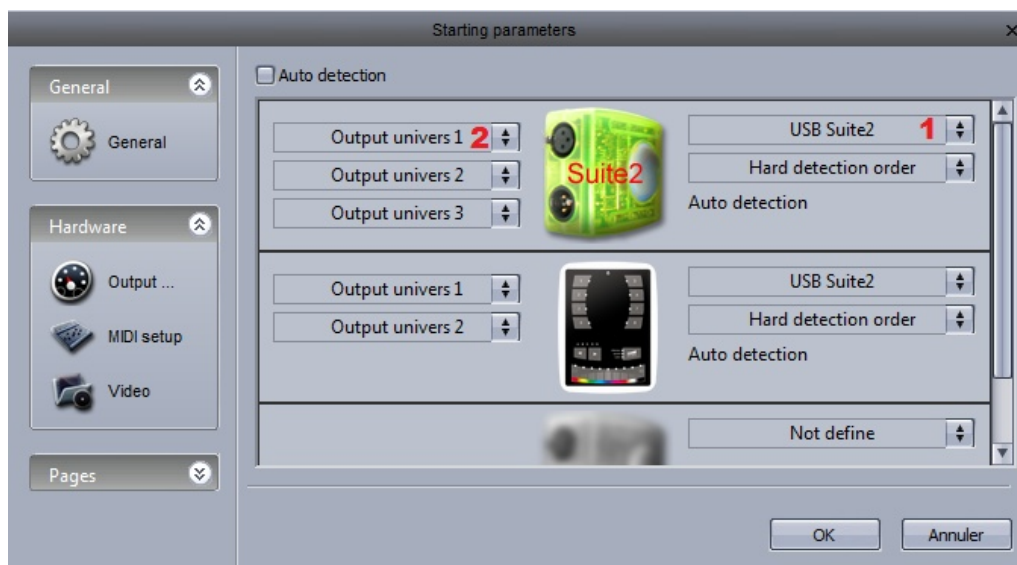 Starting parameters
General
General
Hardware
Output ...
MIDI setup
Video
Pages
Auto detection
Output univers 1 2
Output univers 2
Output univers 3
Suite2
USB Suite2 1
Hard detection order
Auto detection
Output univers 1
Output univers 2
USB Suite2
Hard detection order
Auto detection
Not define
OK
Annuler